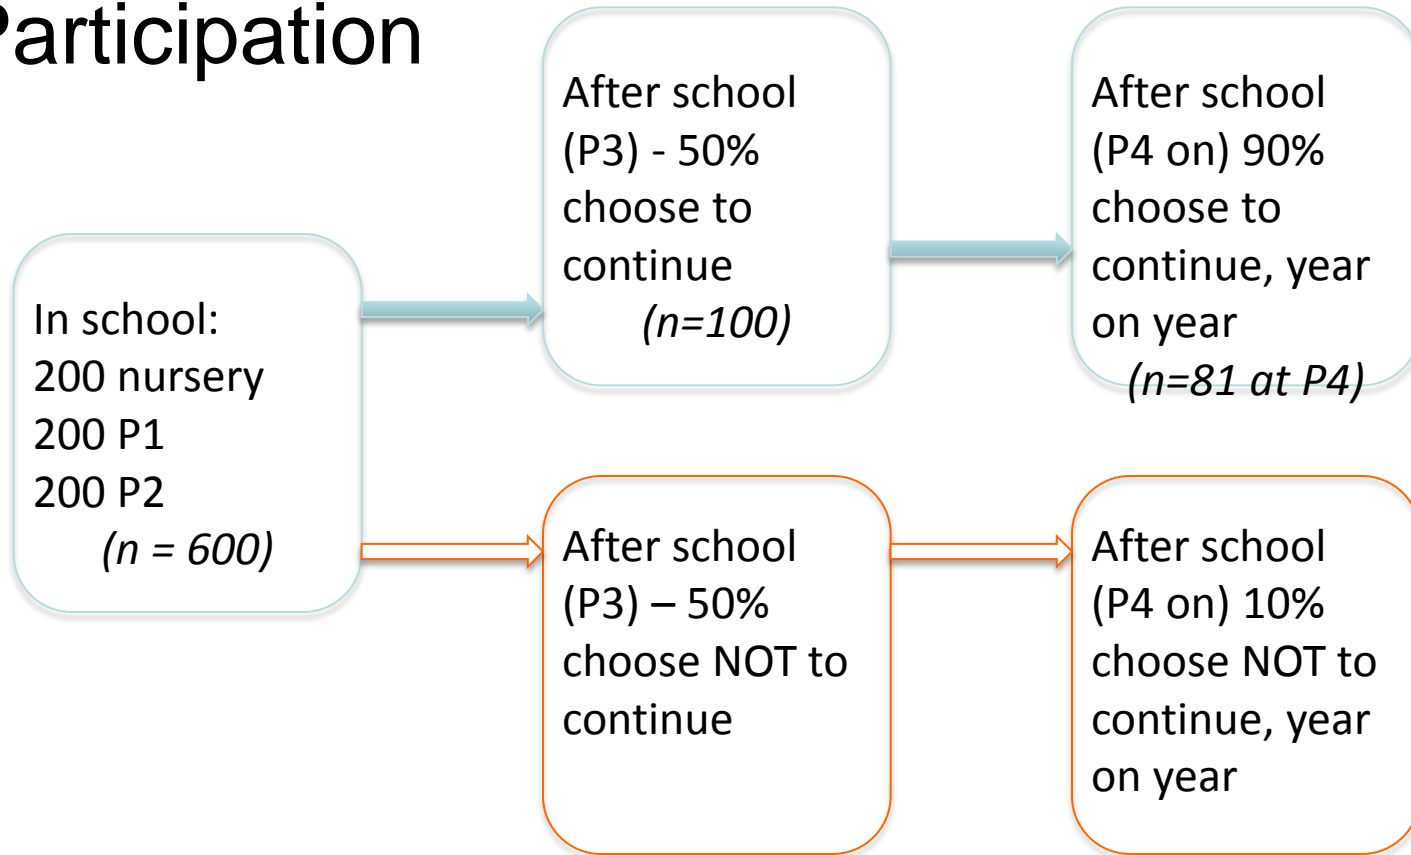 Participation
In school:
200 nursery
200 P1
200 P2
(n = 600)
After school
(P3) - 50%
choose to
continue
(n=100)
After school
(P4 on) 90%
choose to
continue, year
on year
(n=81 at P4)
After school
(P3) – 50%
choose NOT to
continue
After school
(P4 on) 10%
choose NOT to
continue, year
on year